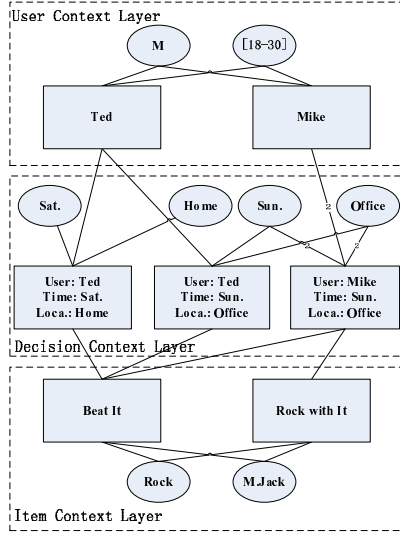 User Context Layer
M
[18-30]
Ted
Mike
Sat.
Home
Sun.
Office
2
2
2
User: Ted
Time: Sat.
Loca.: Home
User: Ted
Time: Sun.
Loca.: Office
User: Mike
Time: Sun.
Loca.: Office
Decision Context Layer
Beat It
Rock with It
Rock
M.Jack
Item Context Layer